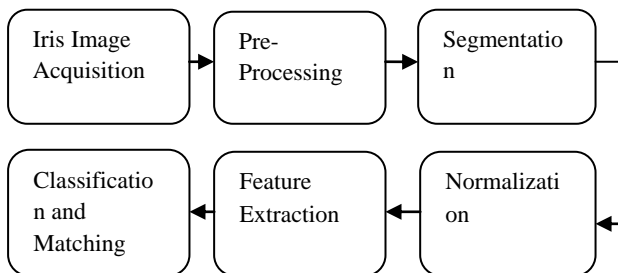 Iris Image
Acquisition
Pre-
Processing
Segmentatio
n
Normalizati
on
Feature
Extraction
Classificatio
n and
Matching